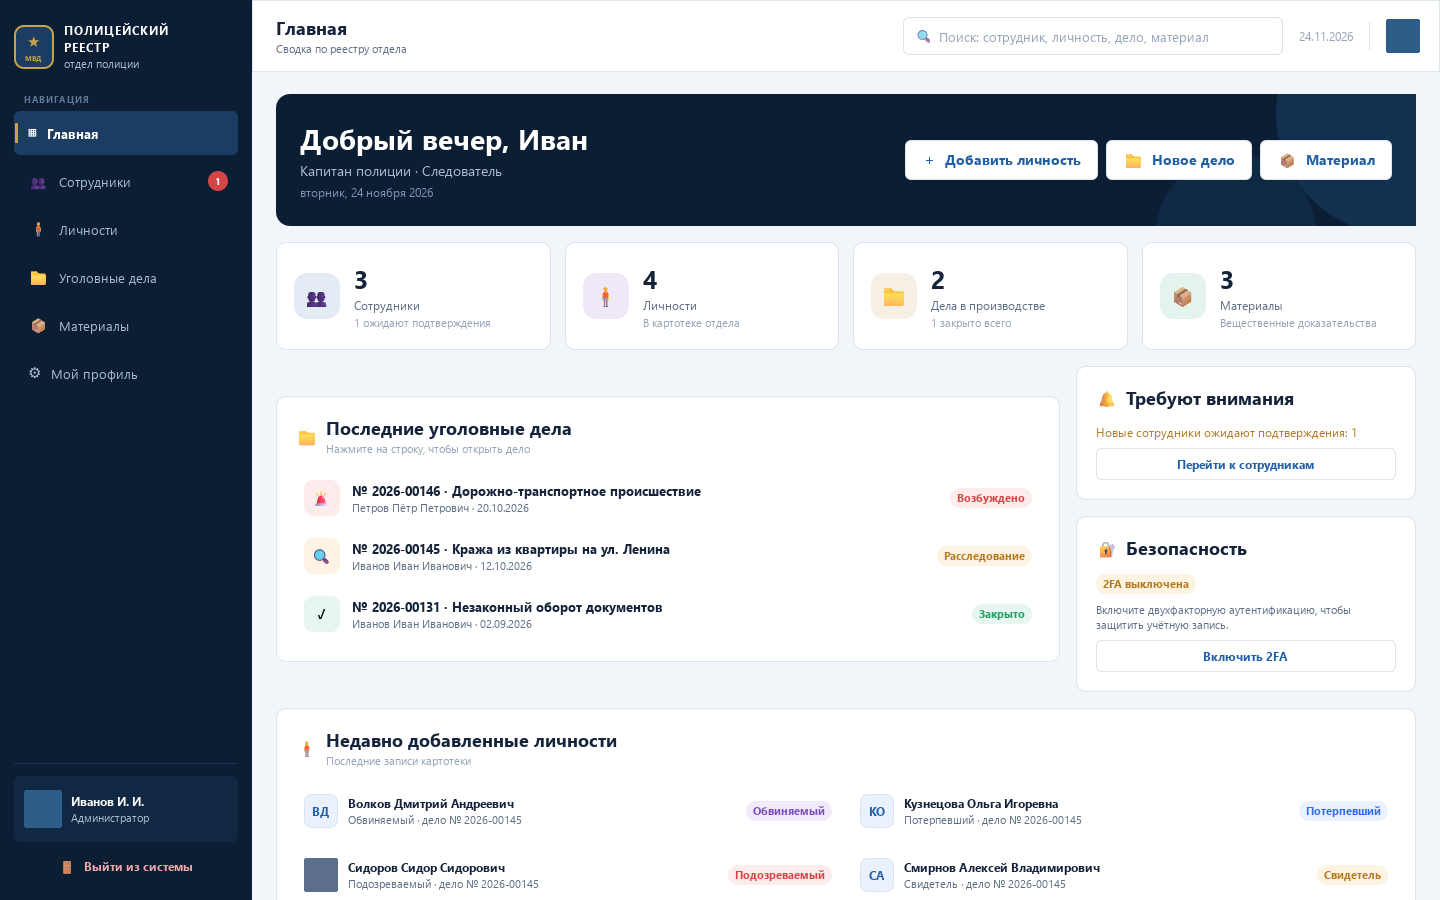 ПОЛИЦЕЙСКИЙ
РЕЕСТР
отдел полиции
МВД
НАВИГАЦИЯ
Главная
Сотрудники
1
Личности
Уголовные дела
Материалы
Мой профиль
Иванов И. И.
Администратор
Выйти из системы
Главная
Сводка по реестру отдела
Поиск: сотрудник, личность, дело, материал
24.11.2026
Добрый вечер, Иван
Капитан полиции · Следователь
вторник, 24 ноября 2026
+ Добавить личность
Новое дело
Материал
3
Сотрудники
1 ожидают подтверждения
4
Личности
В картотеке отдела
2
Дела в производстве
1 закрыто всего
3
Материалы
Вещественные доказательства
Последние уголовные дела
Нажмите на строку, чтобы открыть дело
№ 2026-00146 · Дорожно-транспортное происшествие
Петров Пётр Петрович · 20.10.2026
Возбуждено
№ 2026-00145 · Кража из квартиры на ул. Ленина
Иванов Иван Иванович · 12.10.2026
Расследование
№ 2026-00131 · Незаконный оборот документов
Иванов Иван Иванович · 02.09.2026
Закрыто
Требуют внимания
Новые сотрудники ожидают подтверждения: 1
Перейти к сотрудникам
Безопасность
2FA выключена
Включите двухфакторную аутентификацию, чтобы
защитить учётную запись.
Включить 2FA
Недавно добавленные личности
Последние записи картотеки
ВД
Волков Дмитрий Андреевич
Обвиняемый · дело № 2026-00145
Обвиняемый
КО
Кузнецова Ольга Игоревна
Потерпевший · дело № 2026-00145
Потерпевший
Сидоров Сидор Сидорович
Подозреваемый · дело № 2026-00145
Подозреваемый
СА
Смирнов Алексей Владимирович
Свидетель · дело № 2026-00145
Свидетель